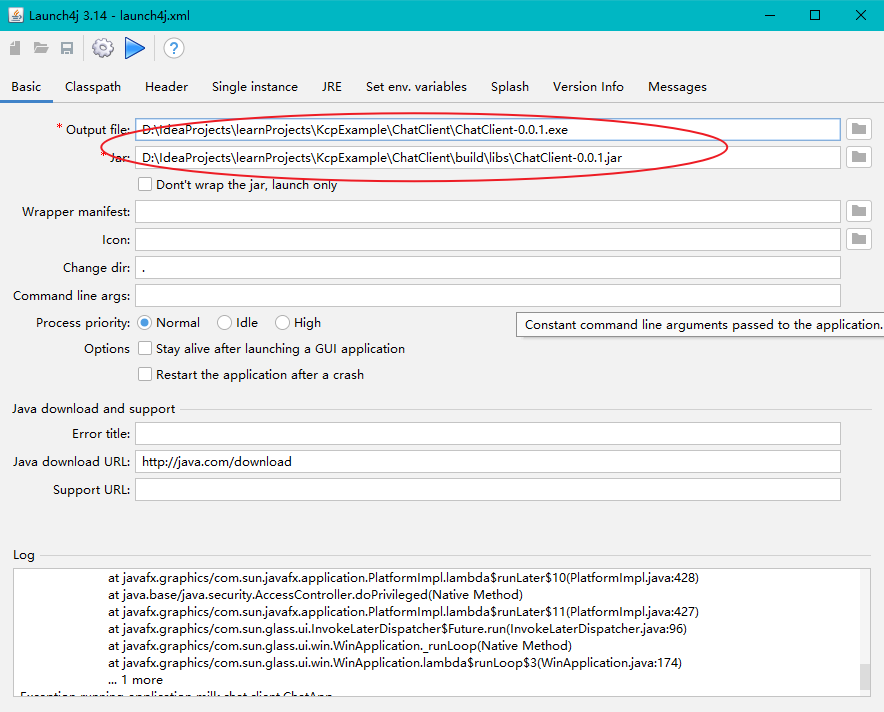 Launch4j 3.14 - launch4j.xml
?
Basic Classpath Header Single instance JRE Set env. variables Splash Version Info Messages
* Output file: D:\IdeaProjects\learnProjects\KcpExample\ChatClient\ChatClient-0.0.1.exe
* Jar: D:\IdeaProjects\learnProjects\KcpExample\ChatClient\build\libs\ChatClient-0.0.1.jar
Dont't wrap the jar, launch only
Wrapper manifest:
Icon:
Change dir: .
Command line args:
Process priority: Normal Idle High
Constant command line arguments passed to the application.
Options Stay alive after launching a GUI application
Restart the application after a crash
Java download and support
Error title:
Java download URL: http://java.com/download
Support URL:
Log
at javafx.graphics/com.sun.javafx.application.PlatformImpl.lambda$runLater$10(PlatformImpl.java:428)
at java.base/java.security.AccessController.doPrivileged(Native Method)
at javafx.graphics/com.sun.javafx.application.PlatformImpl.lambda$runLater$11(PlatformImpl.java:427)
at javafx.graphics/com.sun.glass.ui.InvokeLaterDispatcher$Future.run(InvokeLaterDispatcher.java:96)
at javafx.graphics/com.sun.glass.ui.win.WinApplication._runLoop(Native Method)
at javafx.graphics/com.sun.glass.ui.win.WinApplication.lambda$runLoop$3(WinApplication.java:174)
... 1 more
Exception running application milk.chat.client.ChatApp